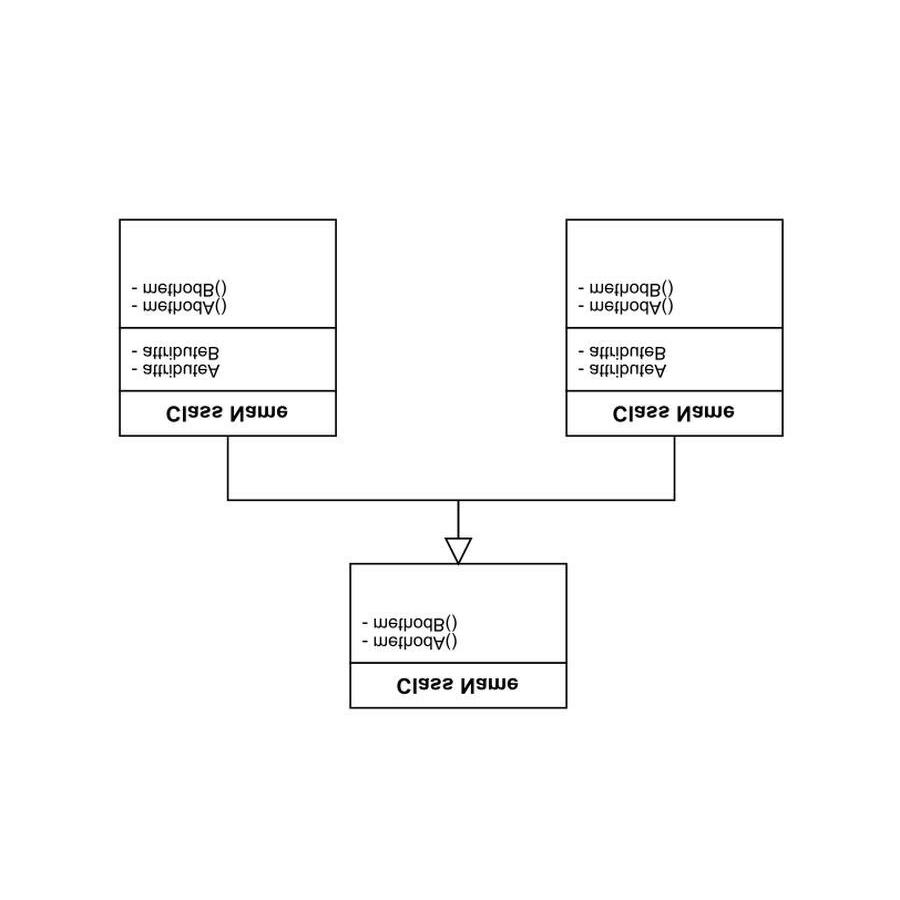 Class Name
- methodA()
- methodB()
Class Name
- attributeA
- attributeB
- methodA()
- methodB()
Class Name
- attributeA
- attributeB
- methodA()
- methodB()